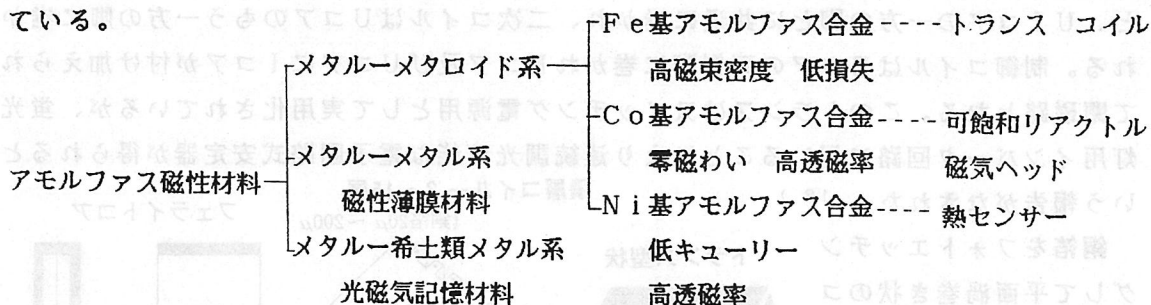 ている。
Fe基アモルファス合金----トランス コイル
メタルーメタロイド系
高磁束密度 低損失
Co基アモルファス合金----可飽和リアクトル
メタルーメタル系
零磁わい 高透磁率 磁気ヘッド
アモルファス磁性材料
磁性薄膜材料
Ni基アモルファス合金----熱センサー
メタルー希土類メタル系
低キューリー
光磁気記憶材料
高透磁率